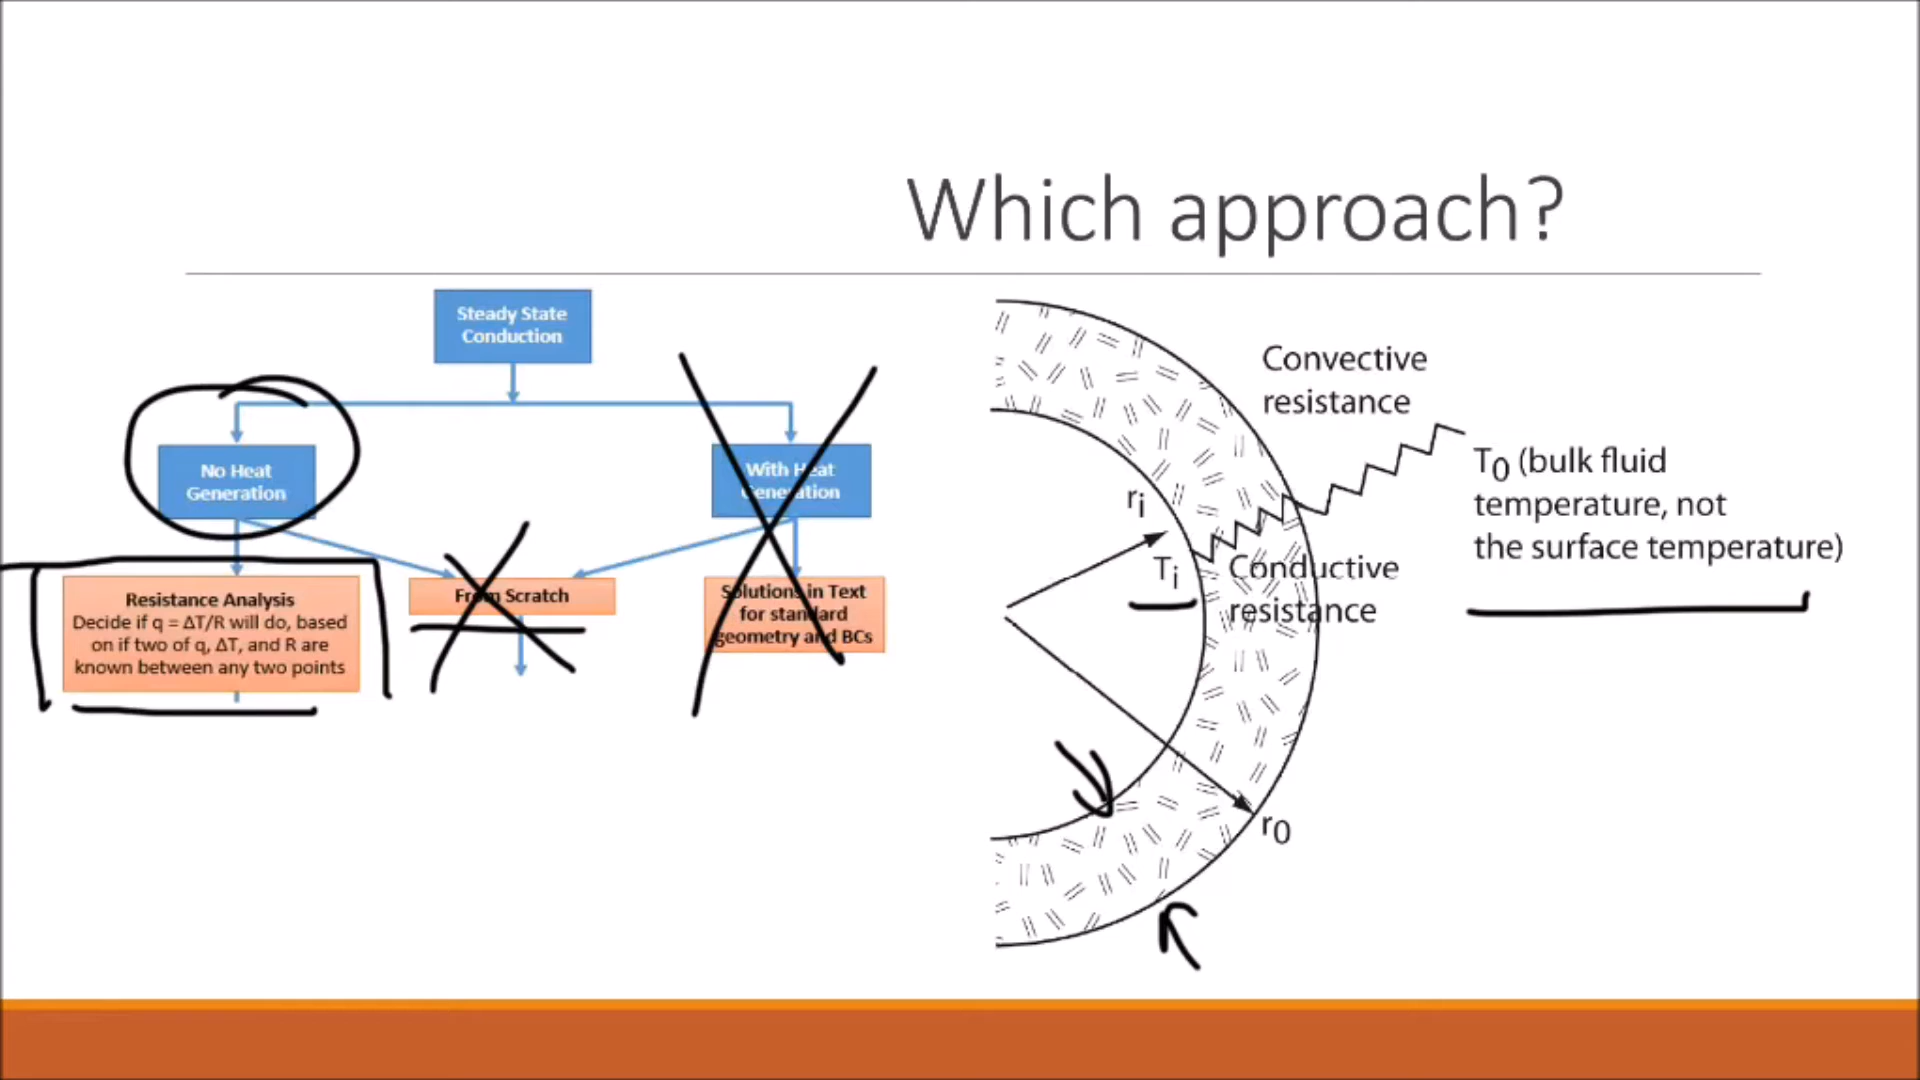 Which approach?
Steady State
Conduction
No Heat
Generation
With Heat
Generation
Resistance Analysis
Decide if q = ΔT/R will do, based
on if two of q, ΔT, and R are
known between any two points
From Scratch
Solutions in Text
for standard
geometry and BCs
Convective
resistance
T0 (bulk fluid
temperature, not
the surface temperature)
ri
Ti
Conductive
resistance
r0